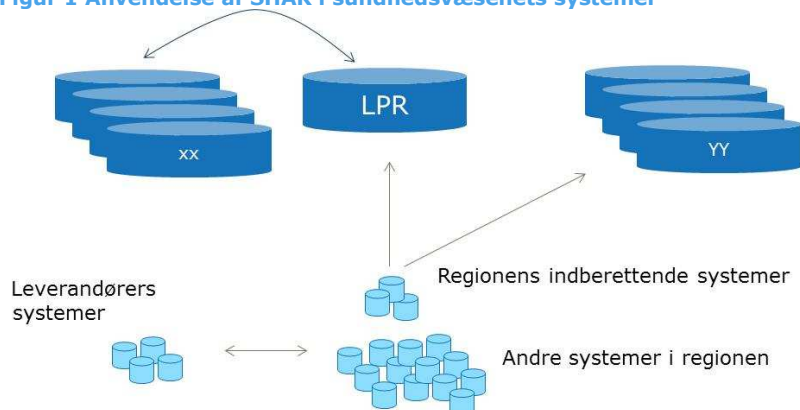 Figur 1 Anvendelse af SHAK i sundhedsvæsenets systemer
LPR
xx
YY
Regionens indberettende systemer
Leverandørers
systemer
Andre systemer i regionen